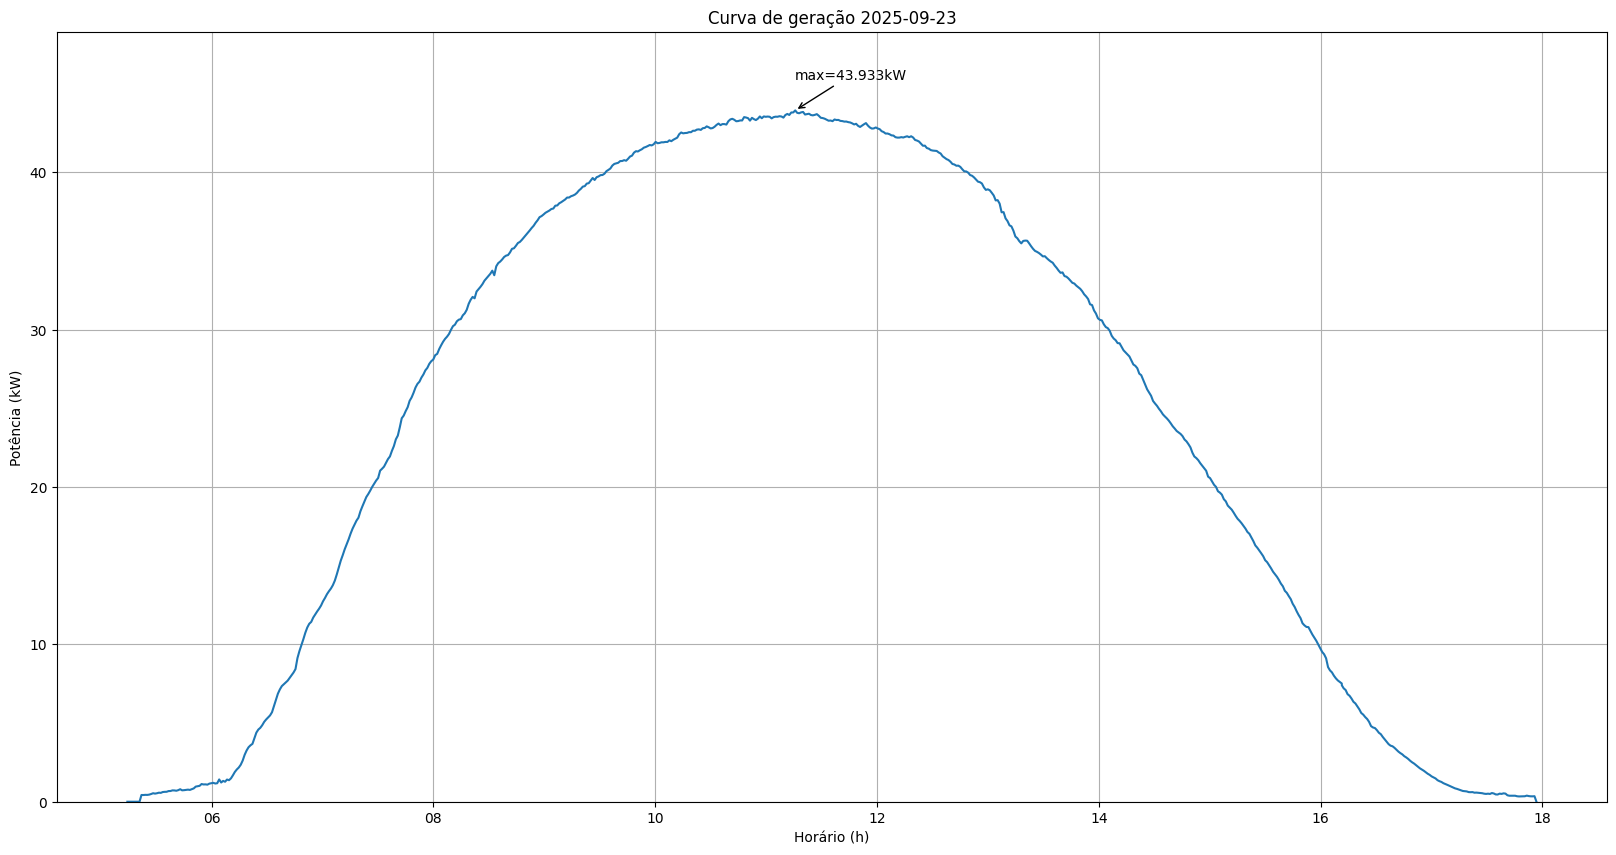 Curva de geração 2025-09-23
max=43.933kW
40
30
20
10
0
Potência (kW)
06 08 10 12 14 16 18
Horário (h)